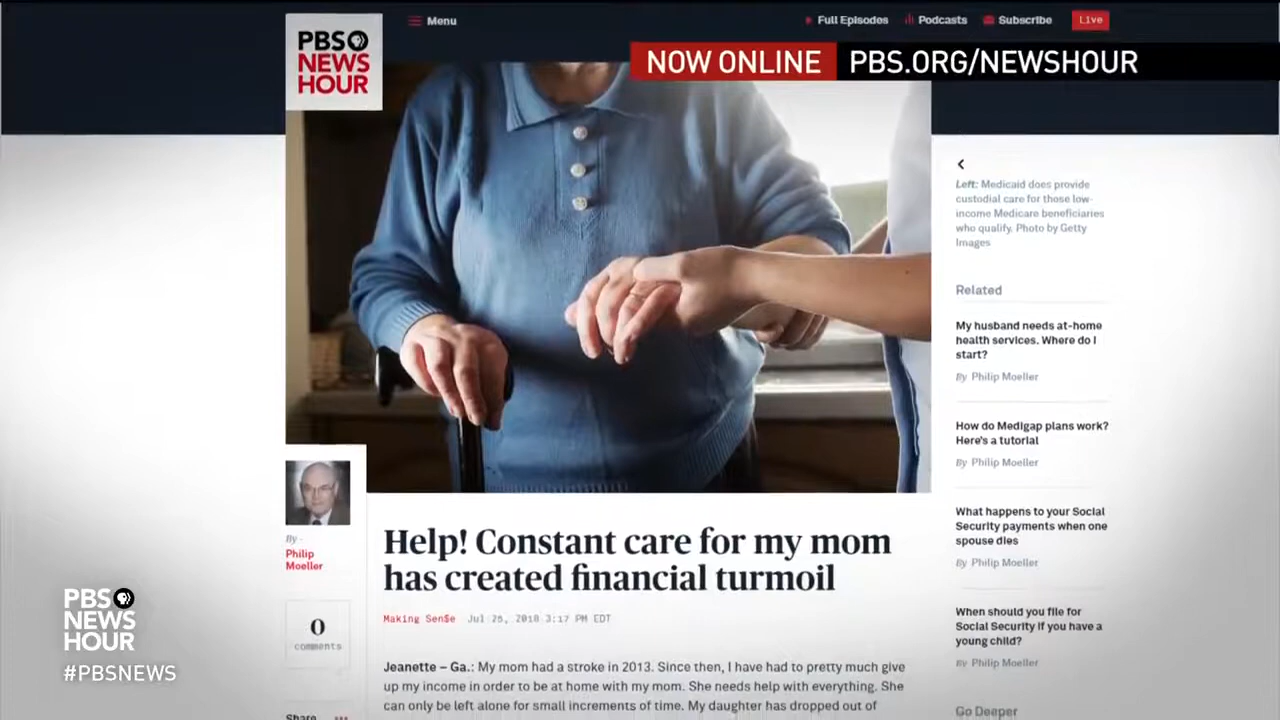 PBS
NEWS
HOUR
Menu
Full Episodes
Podcasts
Subscribe
Live
NOW ONLINE
PBS.ORG/NEWSHOUR
Left: Medicaid does provide
custodial care for those low-
income Medicare beneficiaries
who qualify. Photo by Getty
Images
Related
My husband needs at-home
health services. Where do I
start?
By Philip Moeller
How do Medigap plans work?
Here's a tutorial
By Philip Moeller
What happens to your Social
Security payments when one
spouse dies
By Philip Moeller
When should you file for
Social Security if you have a
young child?
By Philip Moeller
Go Deeper
By -
Philip
Moeller
0
comments
Share
Help! Constant care for my mom
has created financial turmoil
Making Sen$e Jul 25, 2018 3:17 PM EDT
Jeanette – Ga.: My mom had a stroke in 2013. Since then, I have had to pretty much give
up my income in order to be at home with my mom. She needs help with everything. She
can only be left alone for small increments of time. My daughter has dropped out of
PBS
NEWS
HOUR
#PBSNEWS